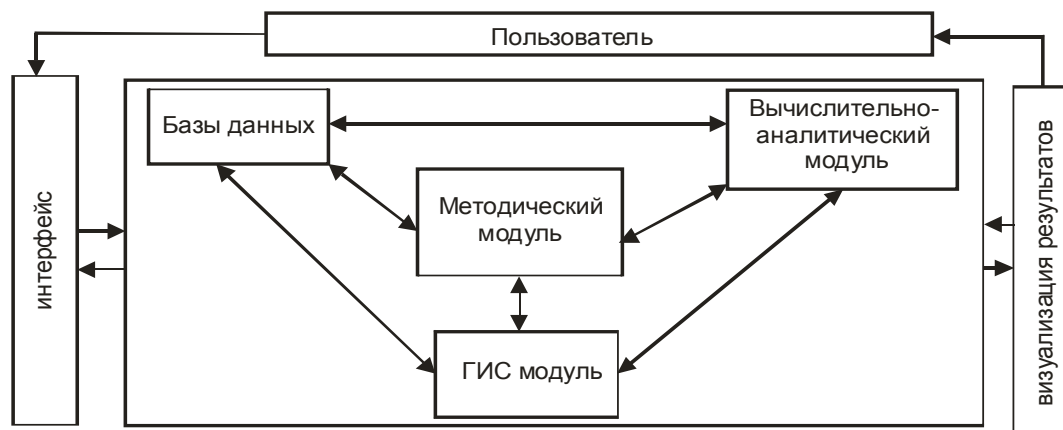 Пользователь
интерфейс
Базы данных
Вычислительно-
аналитический
модуль
Методический
модуль
ГИС модуль
визуализация результатов